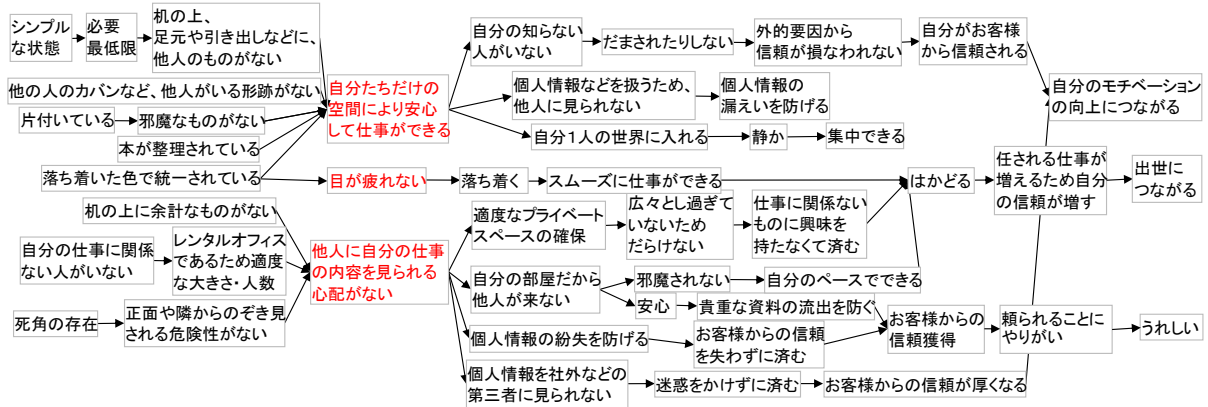 シンプル
な状態
必要
最低限
机の上、
足元や引き出しなどに、
他人のものがない
他の人のカバンなど、他人がいる形跡がない
片付いている
邪魔なものがない
本が整理されている
落ち着いた色で統一されている
机の上に余計なものがない
自分の仕事に関係
ない人がいない
レンタルオフィス
であるため適度
な大きさ・人数
死角の存在
正面や隣からのぞき見
される危険性がない
自分たちだけの
空間により安心
して仕事ができる
目が疲れない
他人に自分の仕事
の内容を見られる
心配がない
自分の知らない
人がいない
だまされたりしない
外的要因から
信頼が損なわれない
自分がお客様
から信頼される
個人情報などを扱うため、
他人に見られない
個人情報の
漏えいを防げる
自分1人の世界に入れる
静か
集中できる
落ち着く
スムーズに仕事ができる
はかどる
適度なプライベート
スペースの確保
広々とし過ぎて
いないため
だらけない
仕事に関係ない
ものに興味を
持たなくて済む
自分の部屋だから
他人が来ない
邪魔されない
自分のペースでできる
安心
貴重な資料の流出を防ぐ
個人情報の紛失を防げる
お客様からの信頼
を失わずに済む
お客様からの
信頼獲得
個人情報を社外などの
第三者に見られない
迷惑をかけずに済む
お客様からの信頼が厚くなる
自分のモチベーション
の向上につながる
任される仕事が
増えるため自分
の信頼が増す
出世に
つながる
頼られることに
やりがい
うれしい